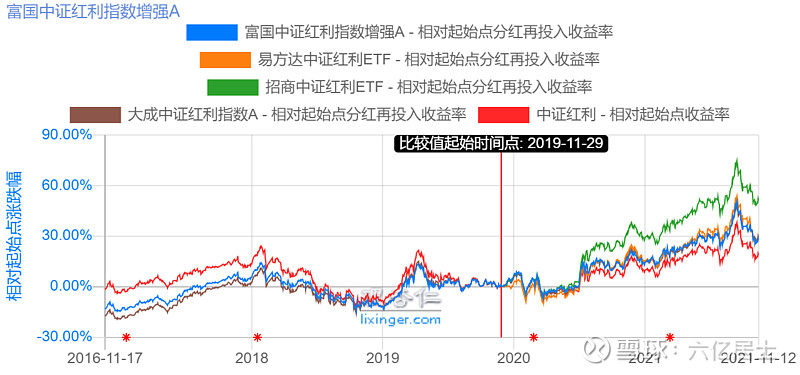 富国中证红利指数增强A
富国中证红利指数增强A - 相对起始点分红再投入收益率
易方达中证红利ETF - 相对起始点分红再投入收益率
招商中证红利ETF - 相对起始点分红再投入收益率
大成中证红利指数A - 相对起始点分红再投入收益率 中证红利 - 相对起始点收益率
90.00%
比较值起始时间点: 2019-11-29
60.00%
30.00%
0.00%
-30.00%
相对起始点涨跌幅
lixinger.com
2016-11-17 2018 2019 2020 2021 2021-11-12
雪球：六亿居士